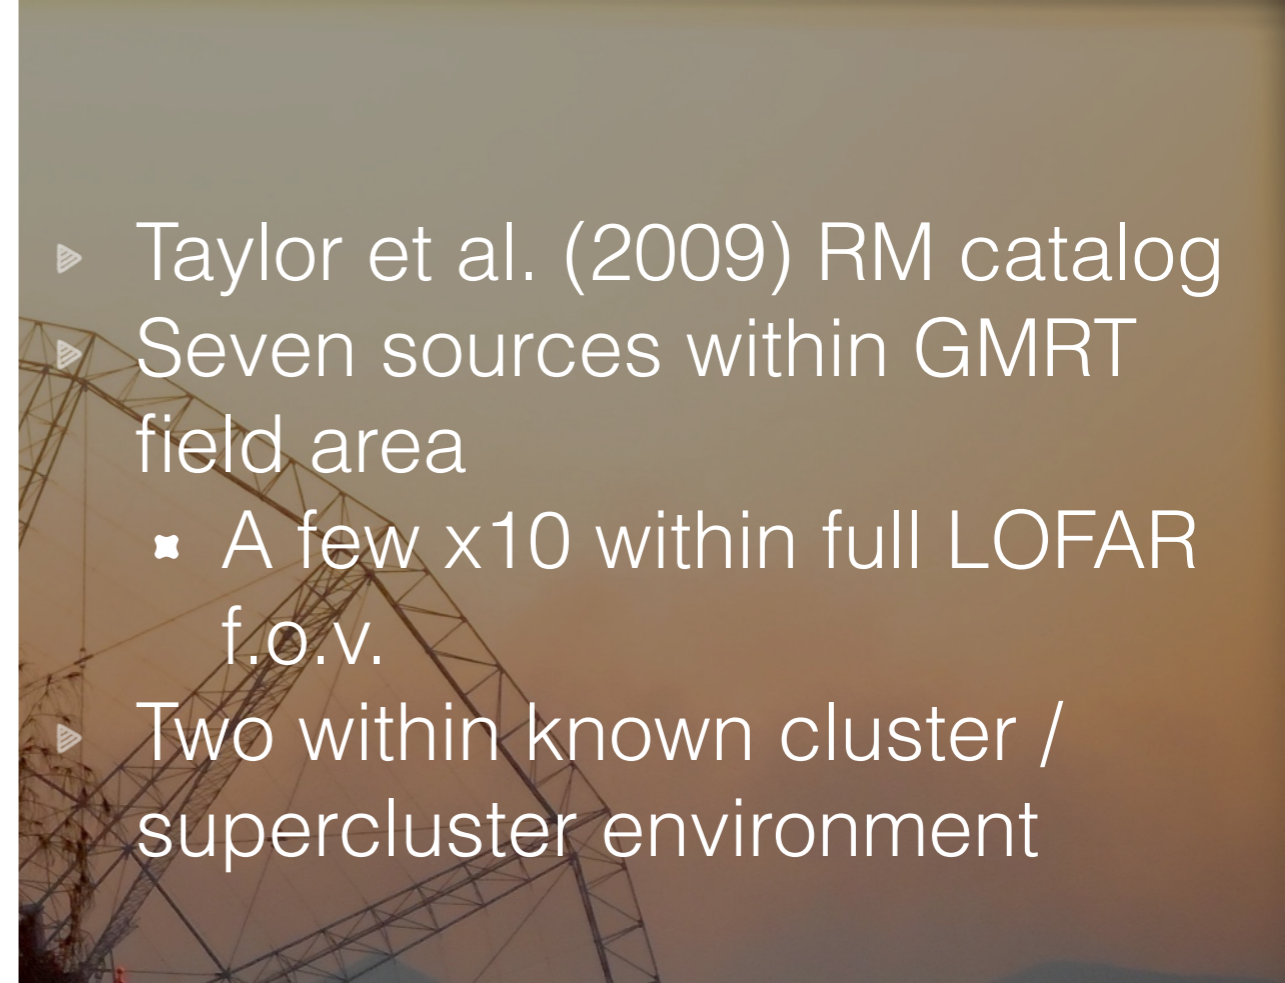 Taylor et al. (2009) RM catalog
Seven sources within GMRT
field area
A few x10 within full LOFAR
f.o.v.
Two within known cluster /
supercluster environment